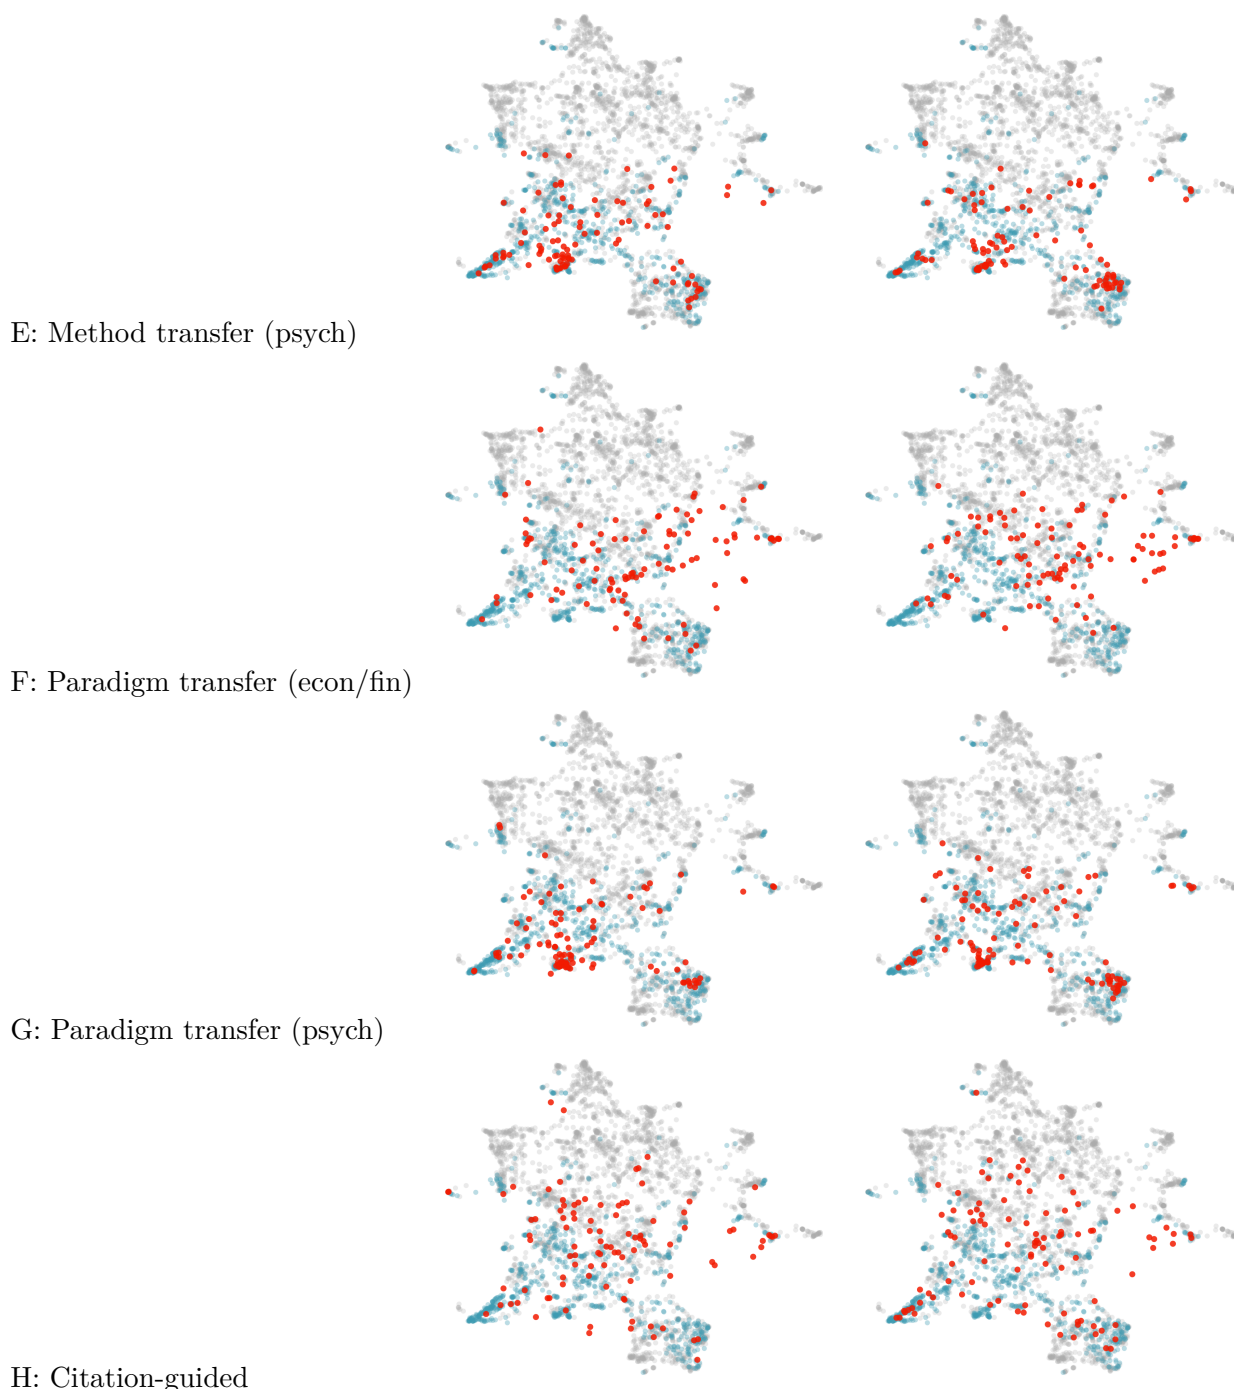 E: Method transfer (psych)
F: Paradigm transfer (econ/fin)
G: Paradigm transfer (psych)
H: Citation-guided